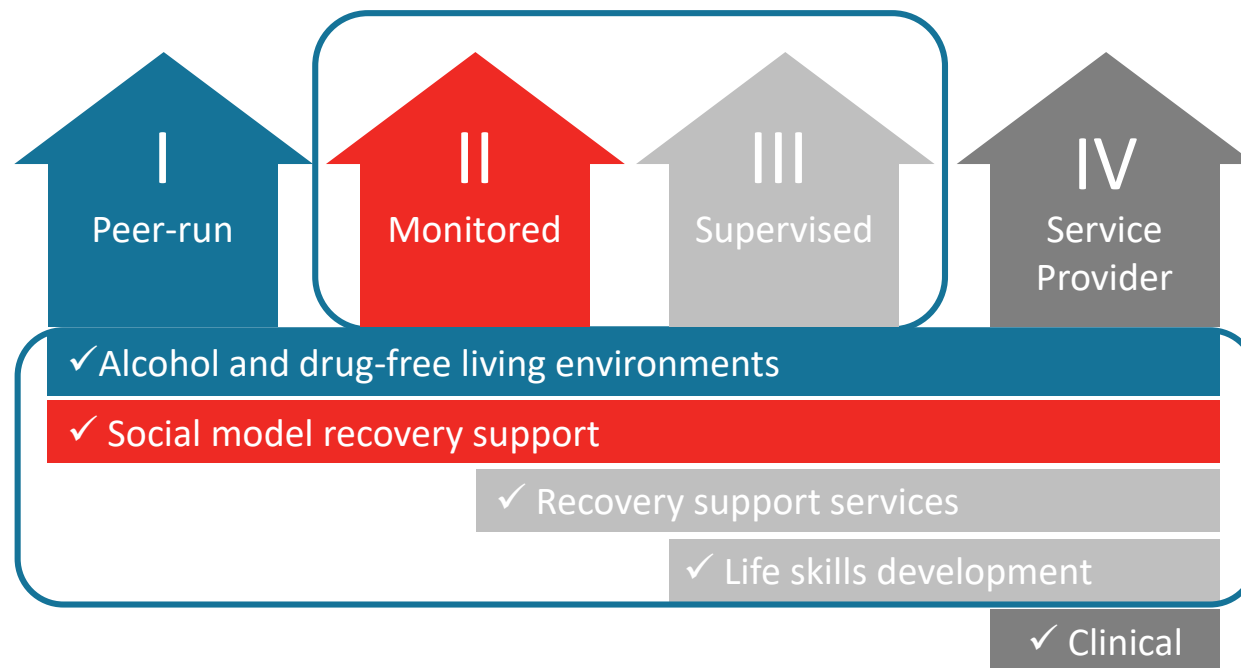 I
Peer-run
II
Monitored
III
Supervised
IV
Service
Provider
✓Alcohol and drug-free living environments
✓ Social model recovery support
✓ Recovery support services
✓ Life skills development
✓ Clinical